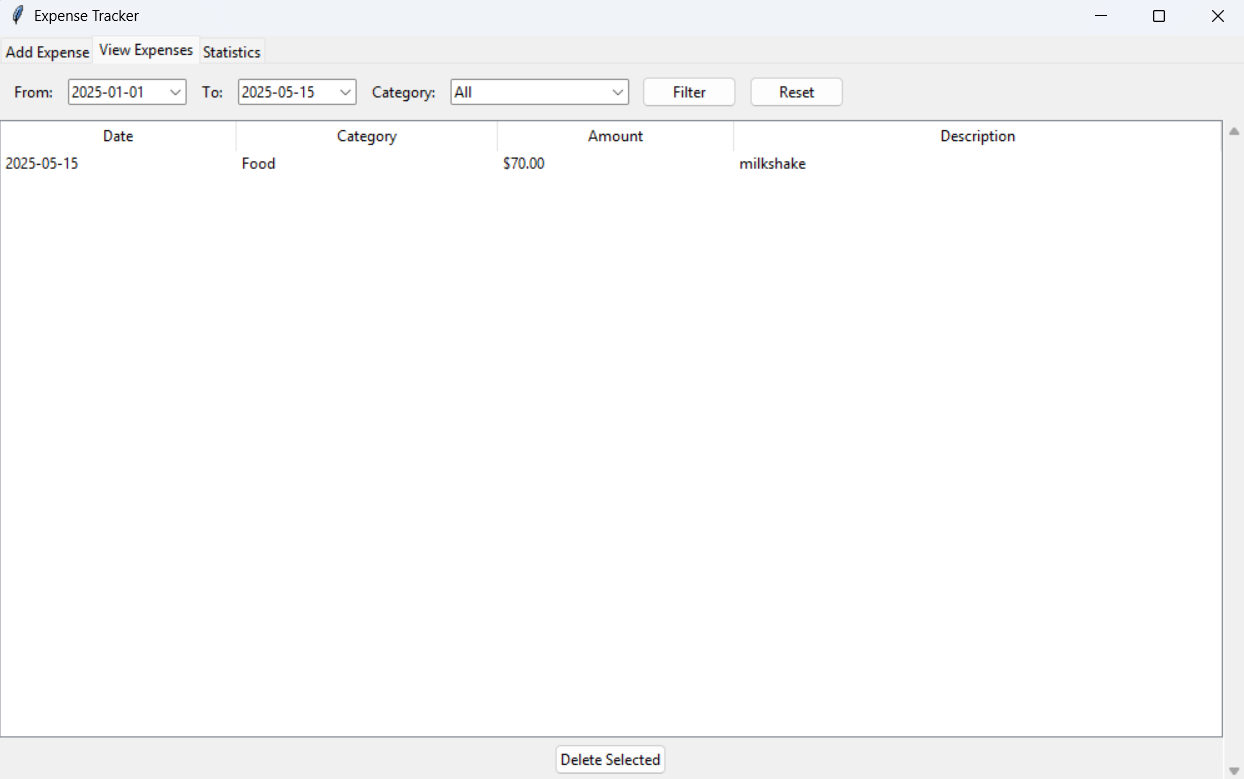 Expense Tracker
Add Expense View Expenses Statistics
From: 2025-01-01 To: 2025-05-15 Category: All Filter Reset
Date Category Amount Description
2025-05-15 Food $70.00 milkshake
Delete Selected